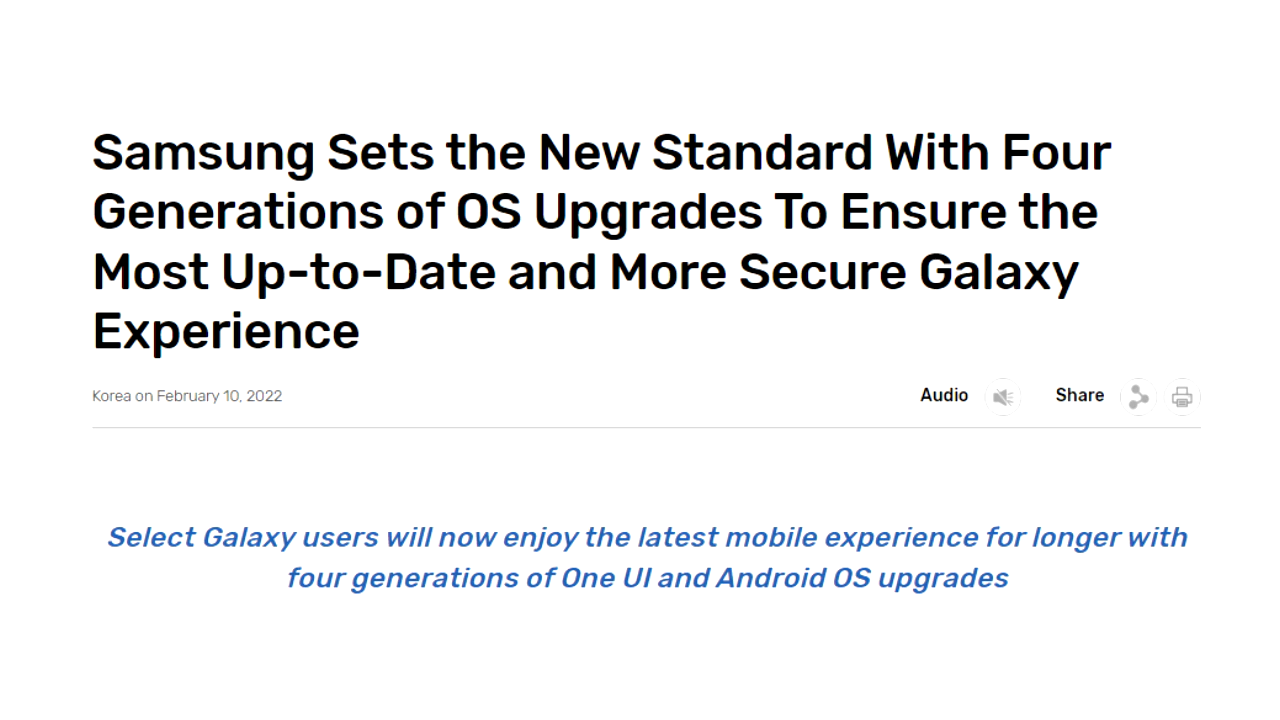 Samsung Sets the New Standard With Four
Generations of OS Upgrades To Ensure the
Most Up-to-Date and More Secure Galaxy
Experience
Korea on February 10, 2022
Audio
Share
Select Galaxy users will now enjoy the latest mobile experience for longer with
four generations of One UI and Android OS upgrades